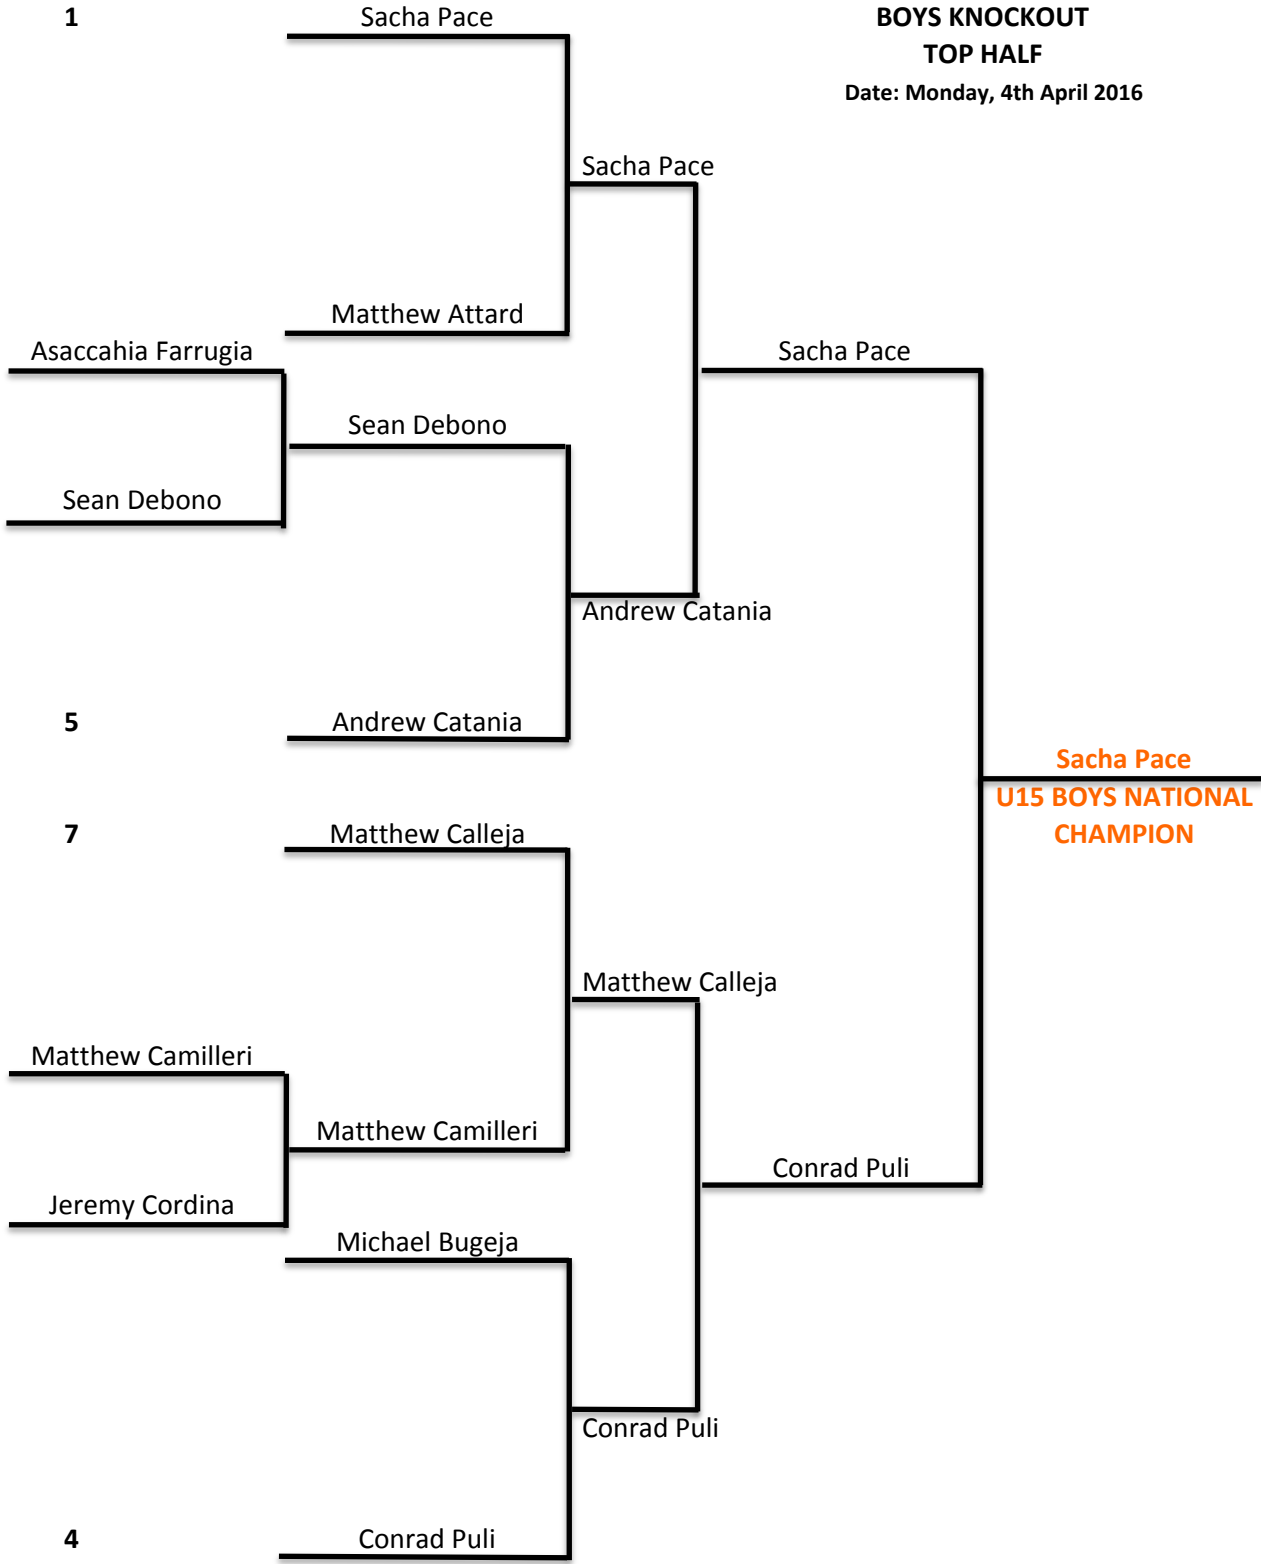 1
Sacha Pace
BOYS KNOCKOUT
TOP HALF
Date: Monday, 4th April 2016
Sacha Pace
Matthew Attard
Asaccahia Farrugia
Sacha Pace
Sean Debono
Sean Debono
Andrew Catania
5
Andrew Catania
Sacha Pace
U15 BOYS NATIONAL
CHAMPION
7
Matthew Calleja
Matthew Calleja
Matthew Camilleri
Matthew Camilleri
Conrad Puli
Jeremy Cordina
Michael Bugeja
Conrad Puli
4
Conrad Puli